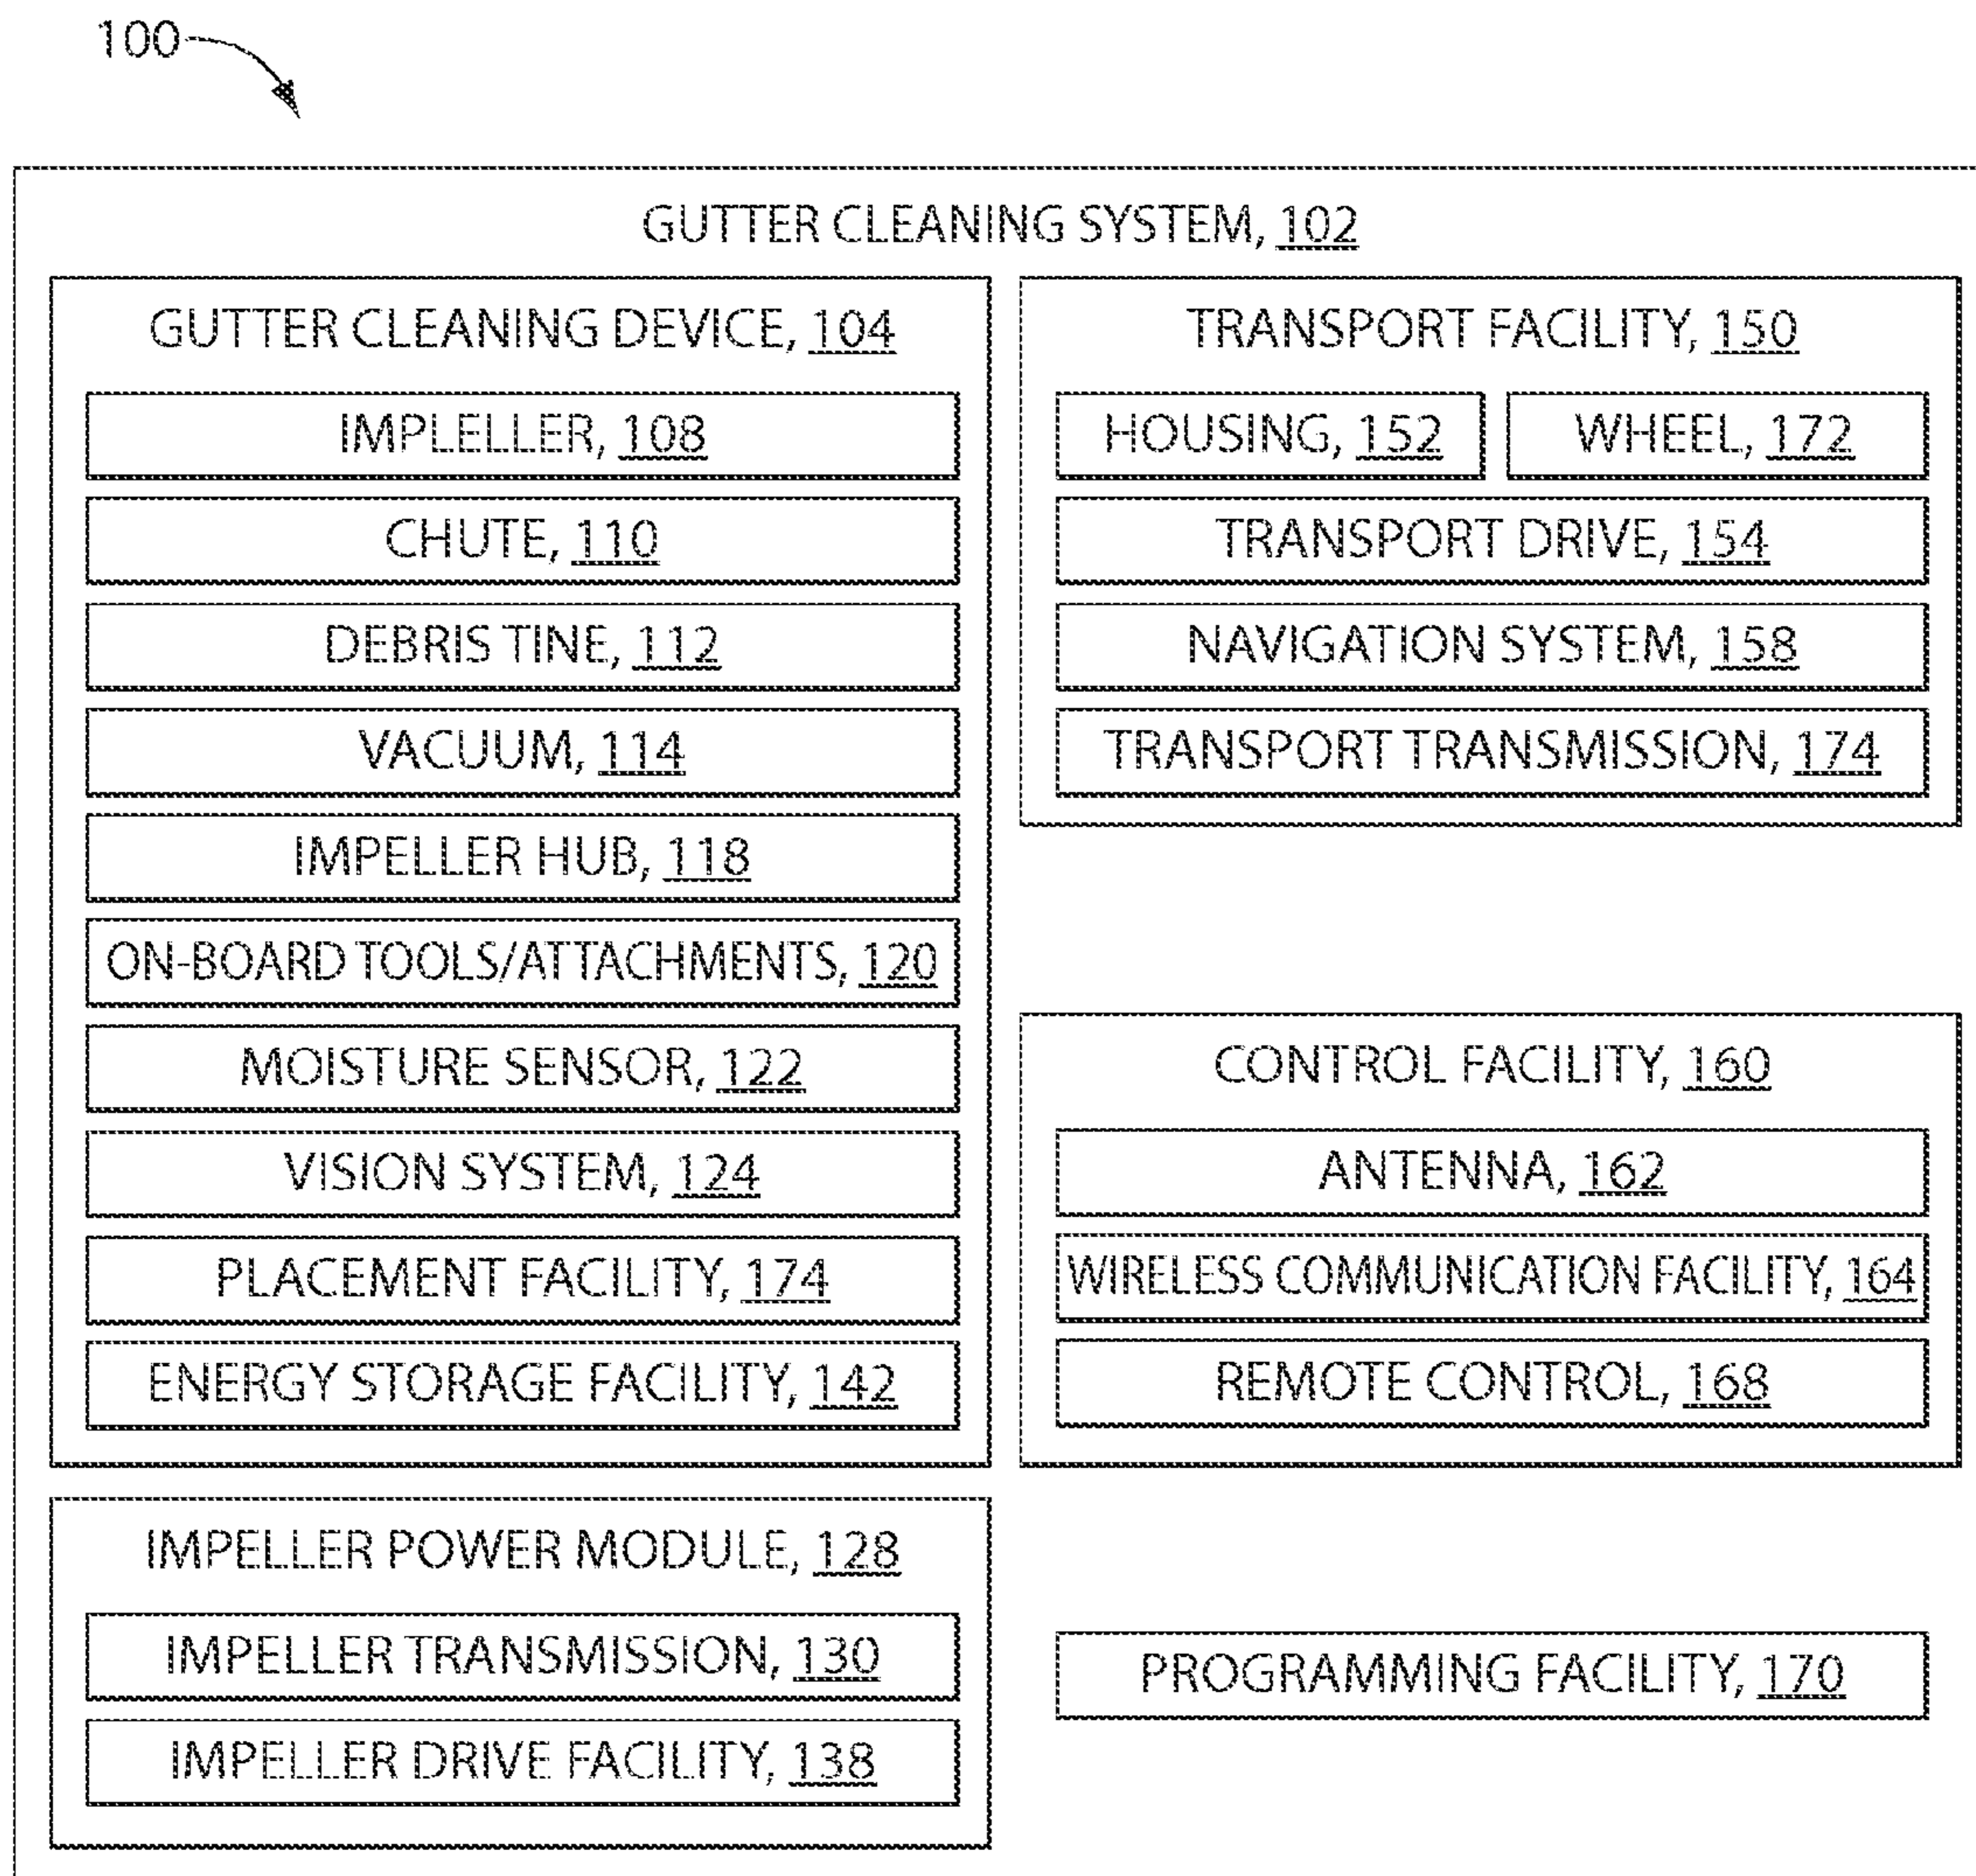 100
GUTTER CLEANING SYSTEM, 102
GUTTER CLEANING DEVICE, 104
IMPLELLER, 108
CHUTE, 110
DEBRIS TINE, 112
VACUUM, 114
IMPELLER HUB, 118
ON-BOARD TOOLS/ATTACHMENTS, 120
MOISTURE SENSOR, 122
VISION SYSTEM, 124
PLACEMENT FACILITY, 174
ENERGY STORAGE FACILITY, 142
IMPELLER POWER MODULE, 128
IMPELLER TRANSMISSION, 130
IMPELLER DRIVE FACILITY, 138
TRANSPORT FACILITY, 150
HOUSING, 152
WHEEL, 172
TRANSPORT DRIVE, 154
NAVIGATION SYSTEM, 158
TRANSPORT TRANSMISSION, 174
CONTROL FACILITY, 160
ANTENNA, 162
WIRELESS COMMUNICATION FACILITY, 164
REMOTE CONTROL, 168
PROGRAMMING FACILITY, 170